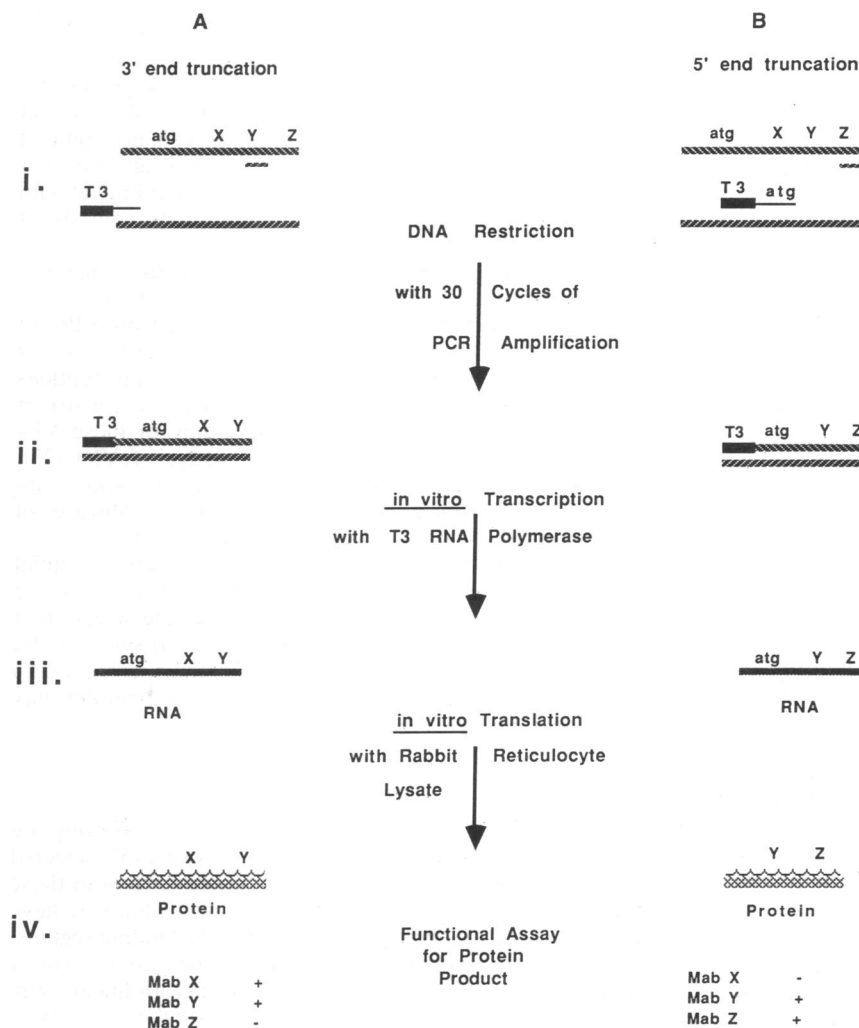 A B
3' end truncation 5' end truncation
atg X Y Z atg X Y Z
i.
T3 T3 atg
DNA Restriction
with 30 Cycles of
PCR Amplification
T3 atg X Y T3 atg Y Z
ii.
in vitro Transcription
with T3 RNA Polymerase
atg X Y atg Y Z
iii.
RNA RNA
in vitro Translation
with Rabbit Reticulocyte
Lysate
X Y Y Z
Protein Protein
iv.
Functional Assay
for Protein
Product
Mab X + Mab X -
Mab Y + Mab Y +
Mab Z - Mab Z +